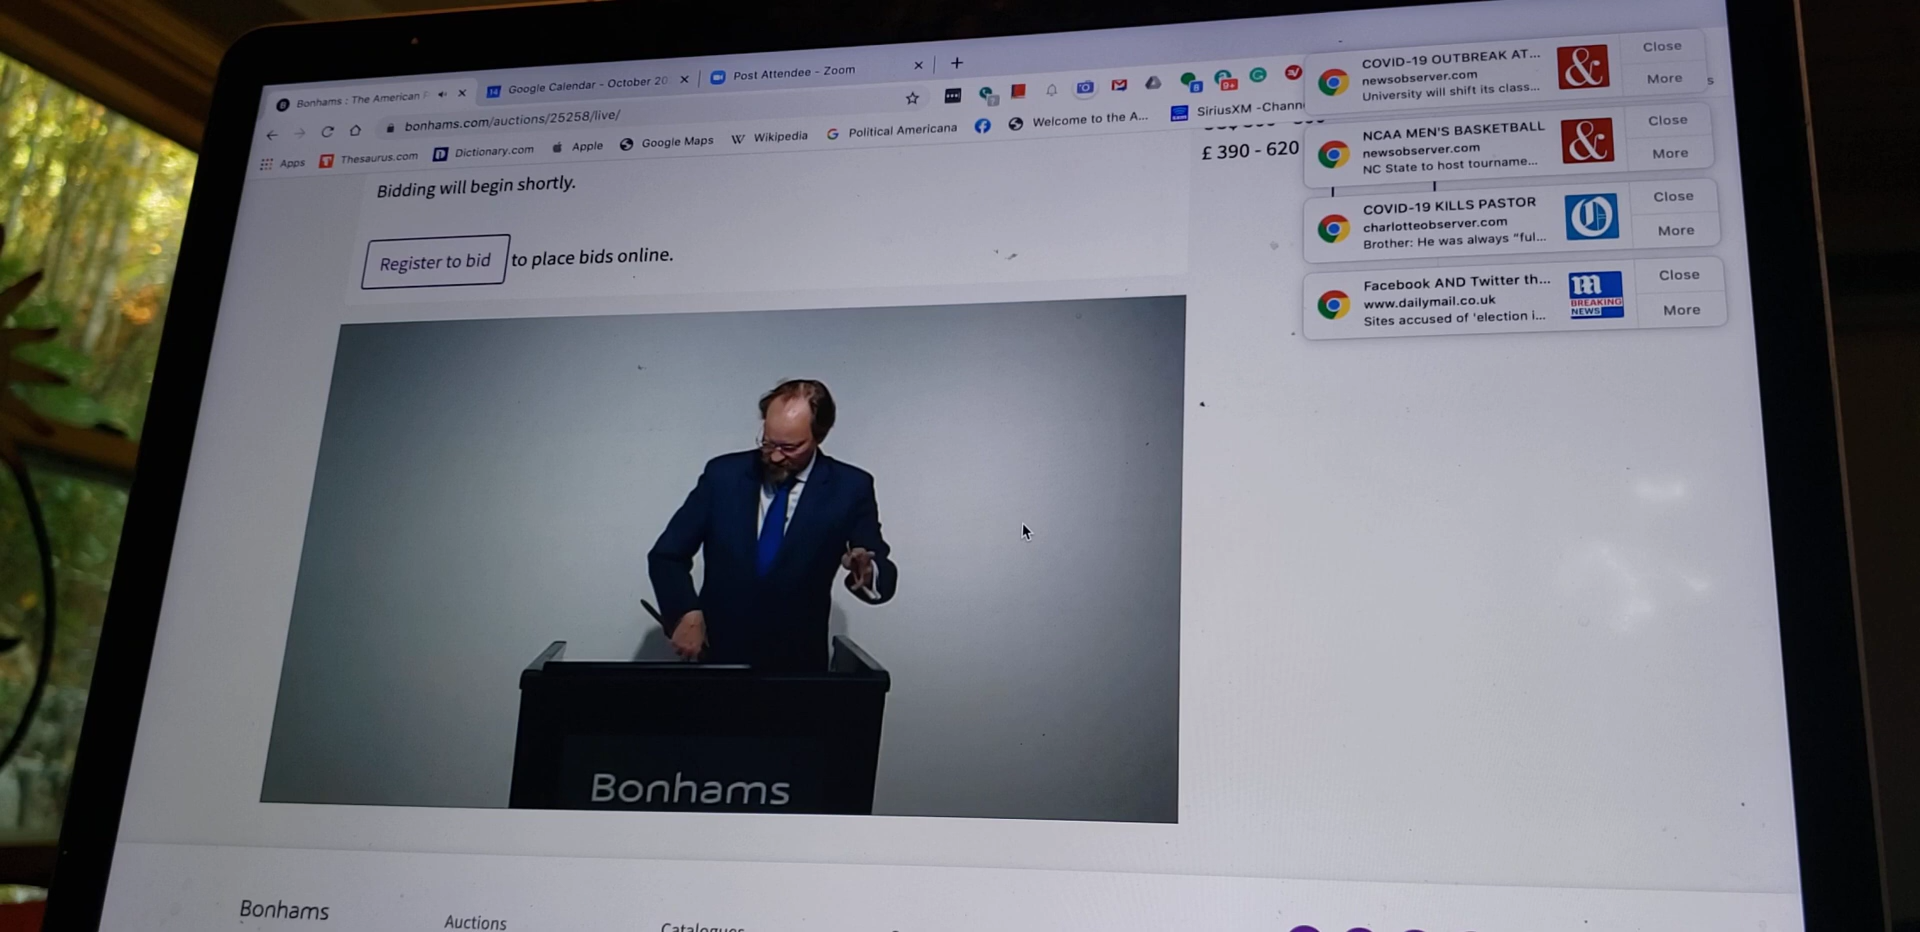 Bonhams : The American
Google Calendar - October 20
Post Attendee - Zoom
bonhams.com/auctions/25258/live/
Apps
Thesaurus.com
Dictionary.com
Apple
Google Maps
Wikipedia
Political Americana
Welcome to the A...
SiriusXM -Chann
Bidding will begin shortly.
£ 390 - 620
Register to bid to place bids online.
COVID-19 OUTBREAK AT...
newsobserver.com
University will shift its class...
Close
More
NCAA MEN'S BASKETBALL
newsobserver.com
NC State to host tourname...
Close
More
COVID-19 KILLS PASTOR
charlotteobserver.com
Brother: He was always "ful...
Close
More
Facebook AND Twitter th...
www.dailymail.co.uk
Sites accused of 'election i...
m
BREAKING
NEWS
Close
More
Bonhams
Bonhams
Auctions
Catalogues